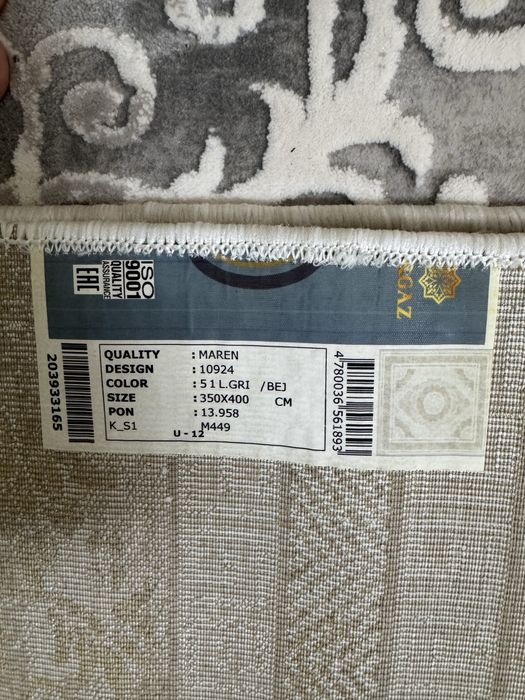 EAC
ISO
9001
QUALITY
ASSURANCE
203933165
QUALITY : MAREN
DESIGN : 10924
COLOR : 51 L.GRI /BEJ
SIZE : 350X400 CM
PON : 13.958
K_S1 M449
U - 12
4780036561893